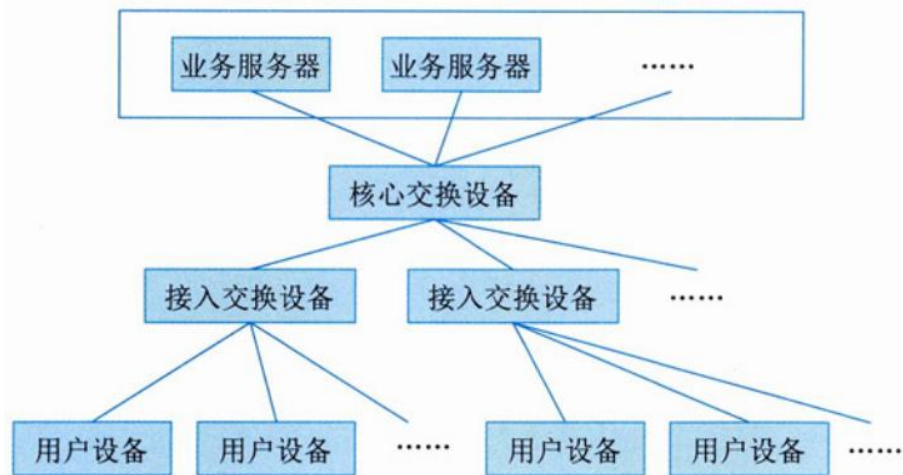 业务服务器 业务服务器 ……
核心交换设备
接入交换设备 接入交换设备 ……
用户设备 用户设备 …… 用户设备 用户设备 ……